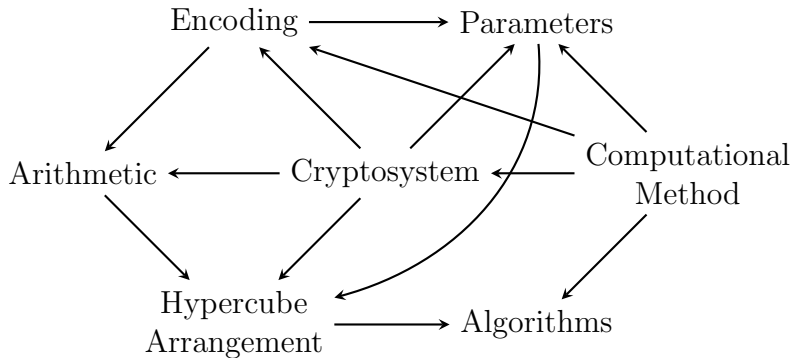 Encoding
Parameters
Arithmetic
Cryptosystem
Computational
Method
Hypercube
Arrangement
Algorithms